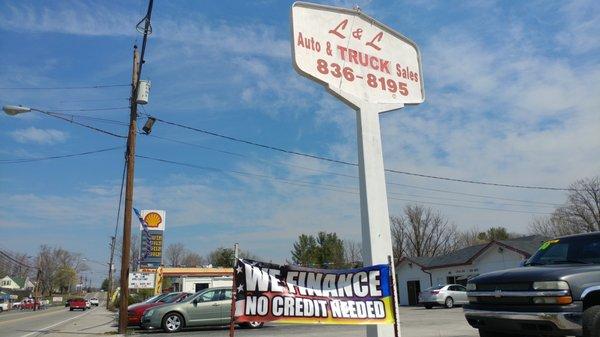 L & L
Auto & TRUCK Sales
836-8195
WE FINANCE
NO CREDIT NEEDED